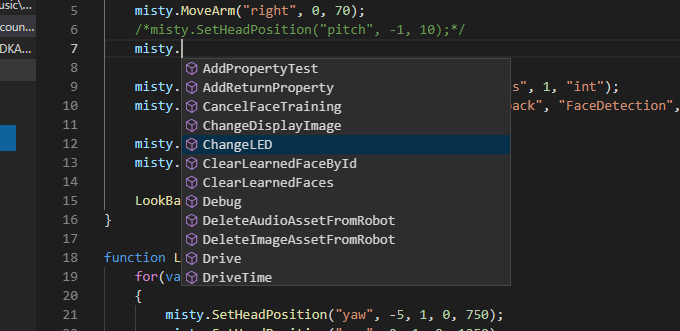 usic\
5 misty.MoveArm("right", 0, 70);
coun 6 /*misty.SetHeadPosition("pitch", -1, 10);*/
DKA 7 misty.
8 AddPropertyTest
9 misty. AddReturnProperty s", 1, "int");
10 misty. CancelFaceTraining back", "FaceDetection",
11 ChangeDisplayImage
12 misty. ChangeLED
13 misty. ClearLearnedFaceById
14 ClearLearnedFaces
15 LookBa Debug
16 } DeleteAudioAssetFromRobot
17 DeleteImageAssetFromRobot
18 function L Drive
19 for(va DriveTime
20 {
21 misty.SetHeadPosition("yaw", -5, 1, 0, 750);